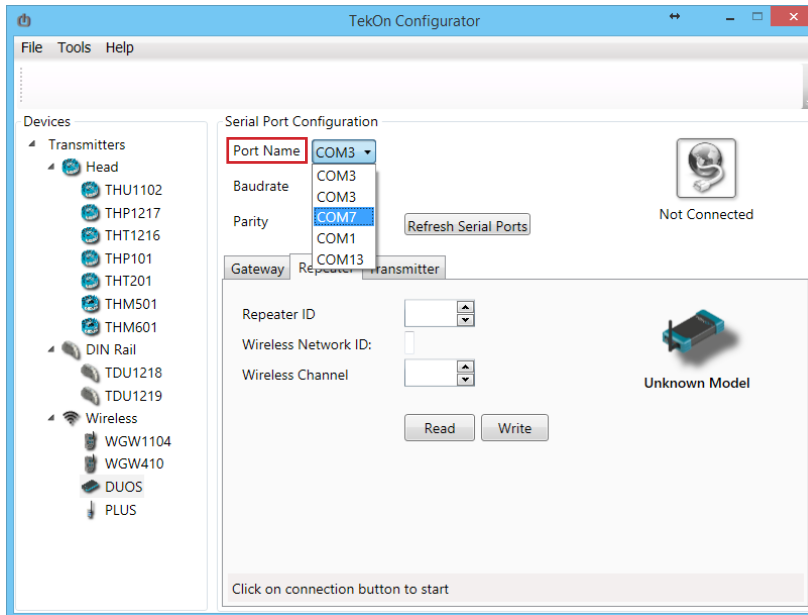 TekOn Configurator
File Tools Help
Devices
Transmitters
Head
THU1102
THP1217
THT1216
THP101
THT201
THM501
THM601
DIN Rail
TDU1218
TDU1219
Wireless
WGW1104
WGW410
DUOS
PLUS
Serial Port Configuration
Port Name COM3
COM3
COM3
COM7
COM1
COM13
Baudrate
Parity
Refresh Serial Ports
Not Connected
Gateway Repeater Transmitter
Repeater ID
Wireless Network ID:
Wireless Channel
Unknown Model
Read Write
Click on connection button to start